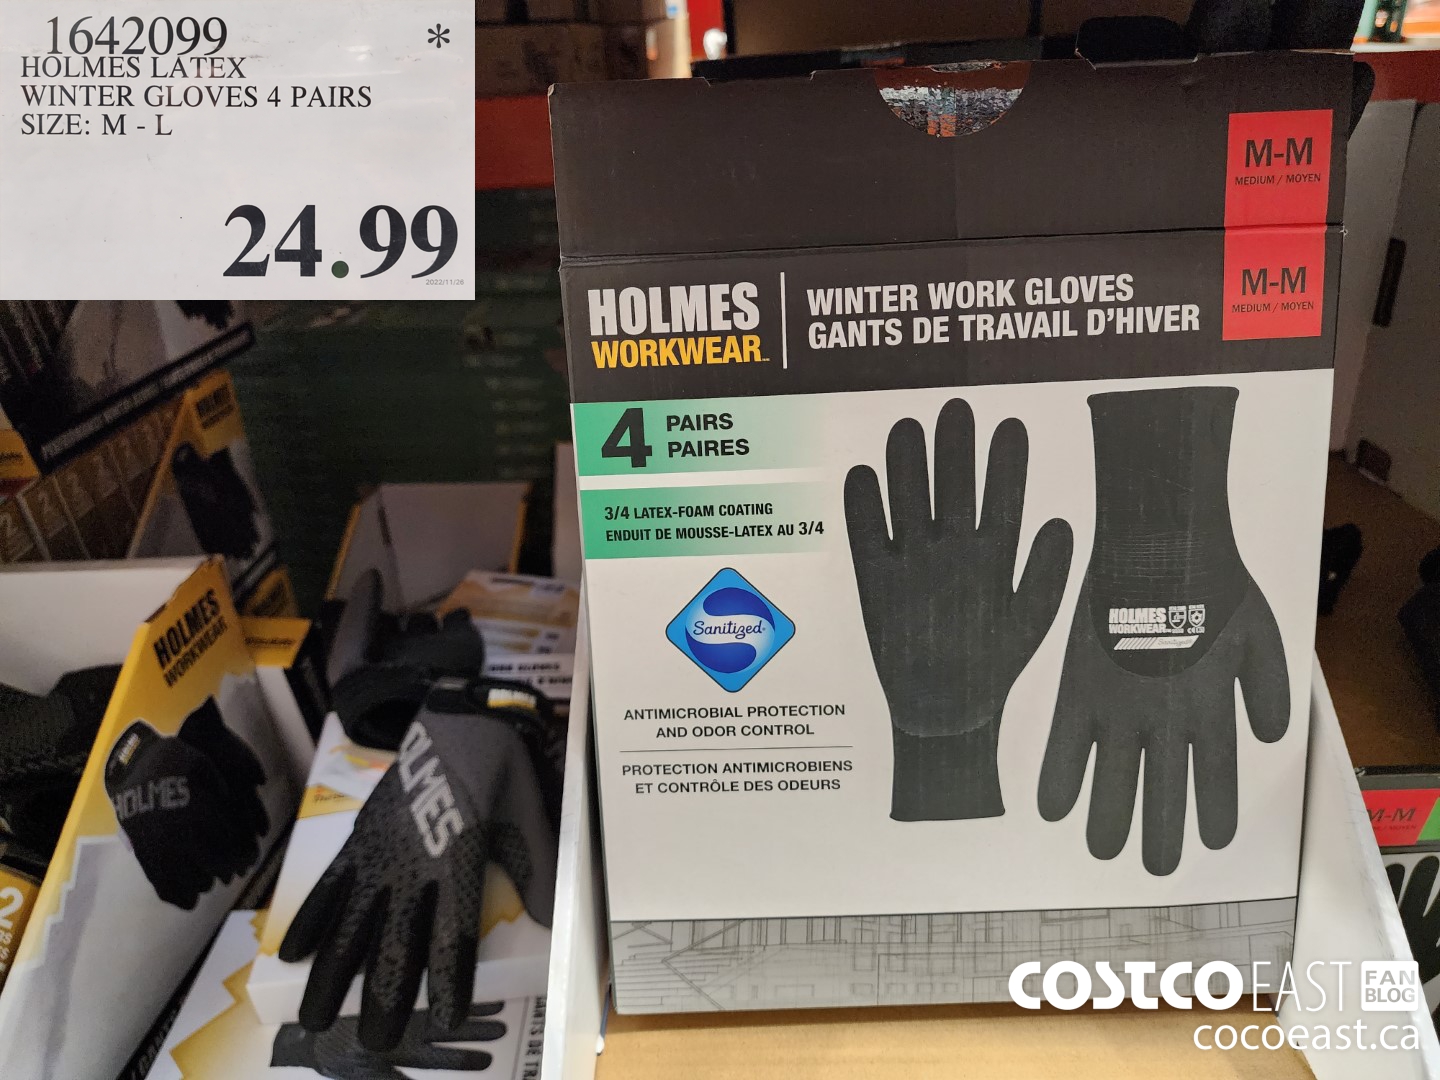 1642099 *
HOLMES LATEX
WINTER GLOVES 4 PAIRS
SIZE: M - L
24.99
2022/11/28
M-M
MEDIUM / MOYEN
M-M
MEDIUM / MOYEN
HOLMES
WORKWEAR
WINTER WORK GLOVES
GANTS DE TRAVAIL D'HIVER
4 PAIRS
PAIRES
3/4 LATEX-FOAM COATING
ENDUIT DE MOUSSE-LATEX AU 3/4
Sanitized
ANTIMICROBIAL PROTECTION
AND ODOR CONTROL
PROTECTION ANTIMICROBIENS
ET CONTRÔLE DES ODEURS
HOLMES
WORKWEAR
HOLMES
WORKWEAR
HOLMES
OLMES
M-M
COSTCO EAST FAN
BLOG
cocoeast.ca